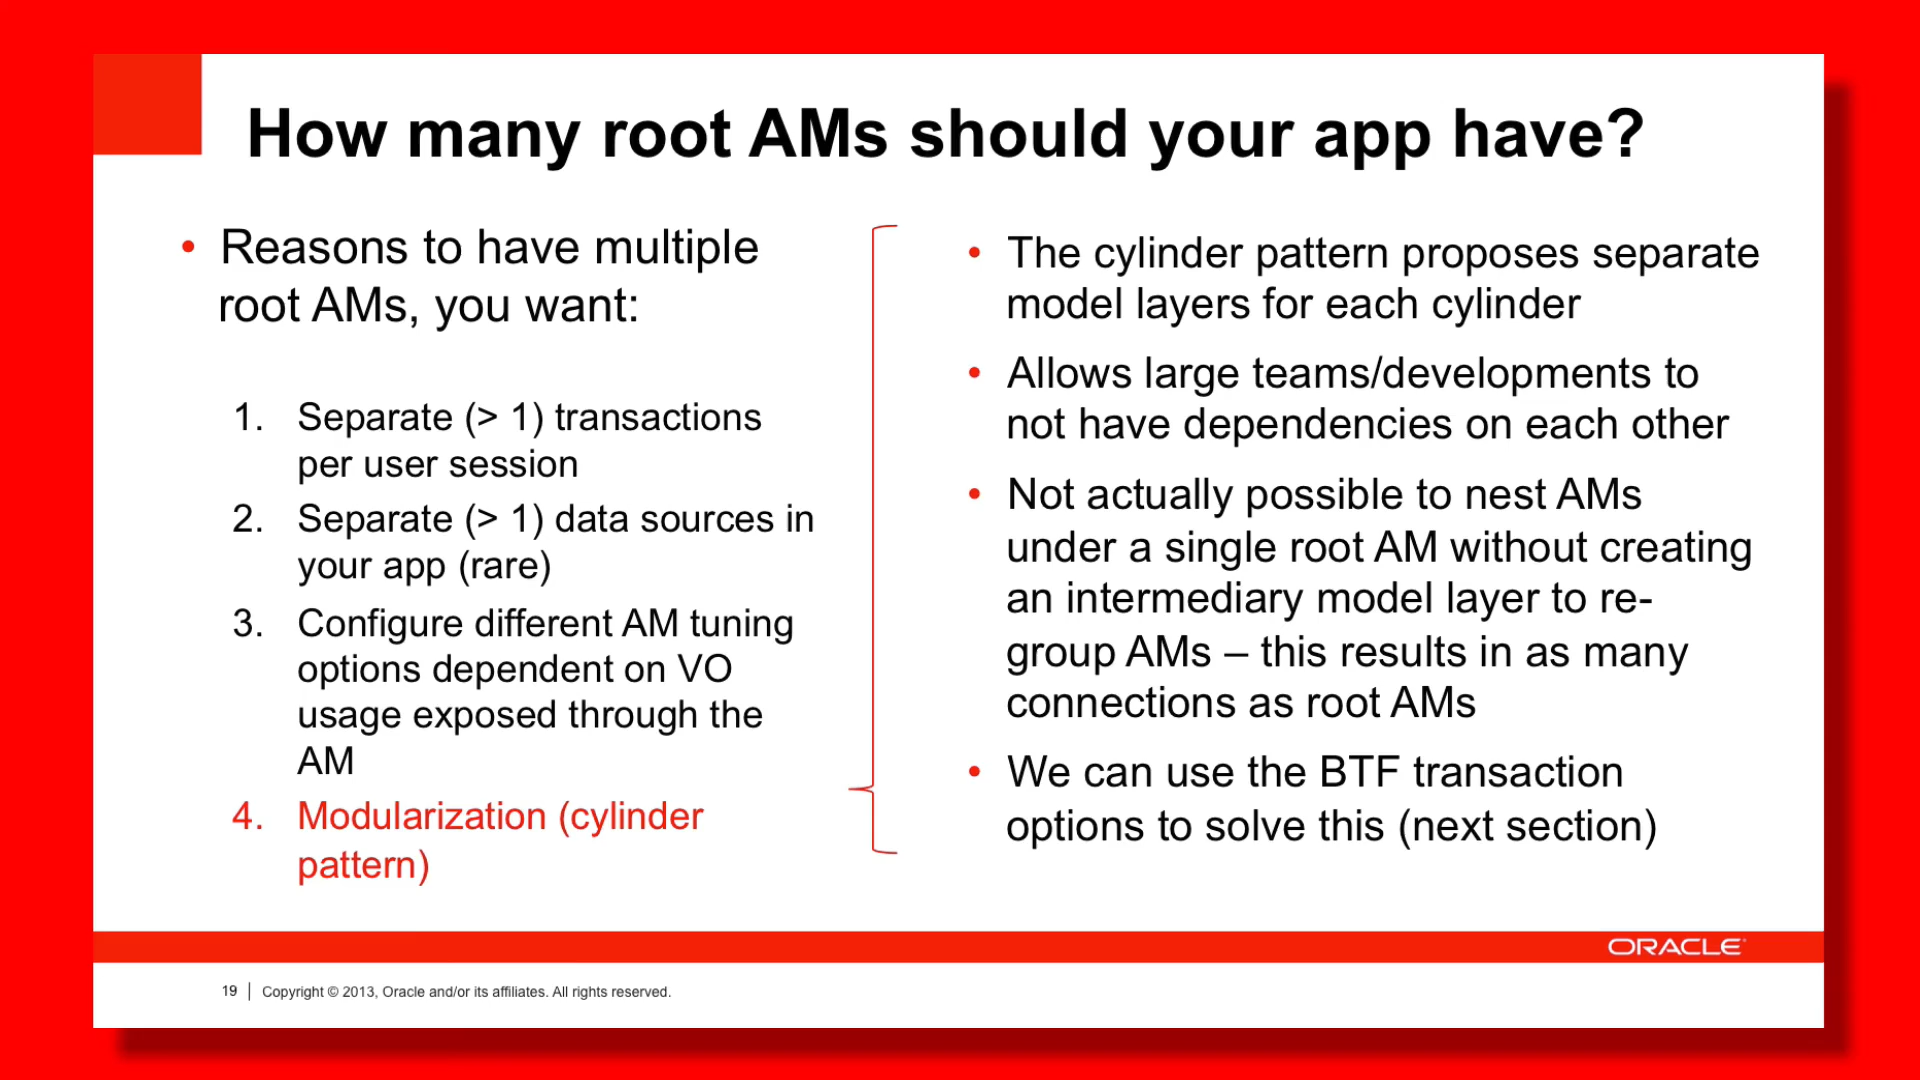 How many root AMs should your app have?
• Reasons to have multiple
root AMs, you want:
1. Separate (> 1) transactions
per user session
2. Separate (> 1) data sources in
your app (rare)
3. Configure different AM tuning
options dependent on VO
usage exposed through the
AM
4. Modularization (cylinder
pattern)
• The cylinder pattern proposes separate
model layers for each cylinder
• Allows large teams/developments to
not have dependencies on each other
• Not actually possible to nest AMs
under a single root AM without creating
an intermediary model layer to re-
group AMs – this results in as many
connections as root AMs
• We can use the BTF transaction
options to solve this (next section)
ORACLE
19 | Copyright © 2013, Oracle and/or its affiliates. All rights reserved.